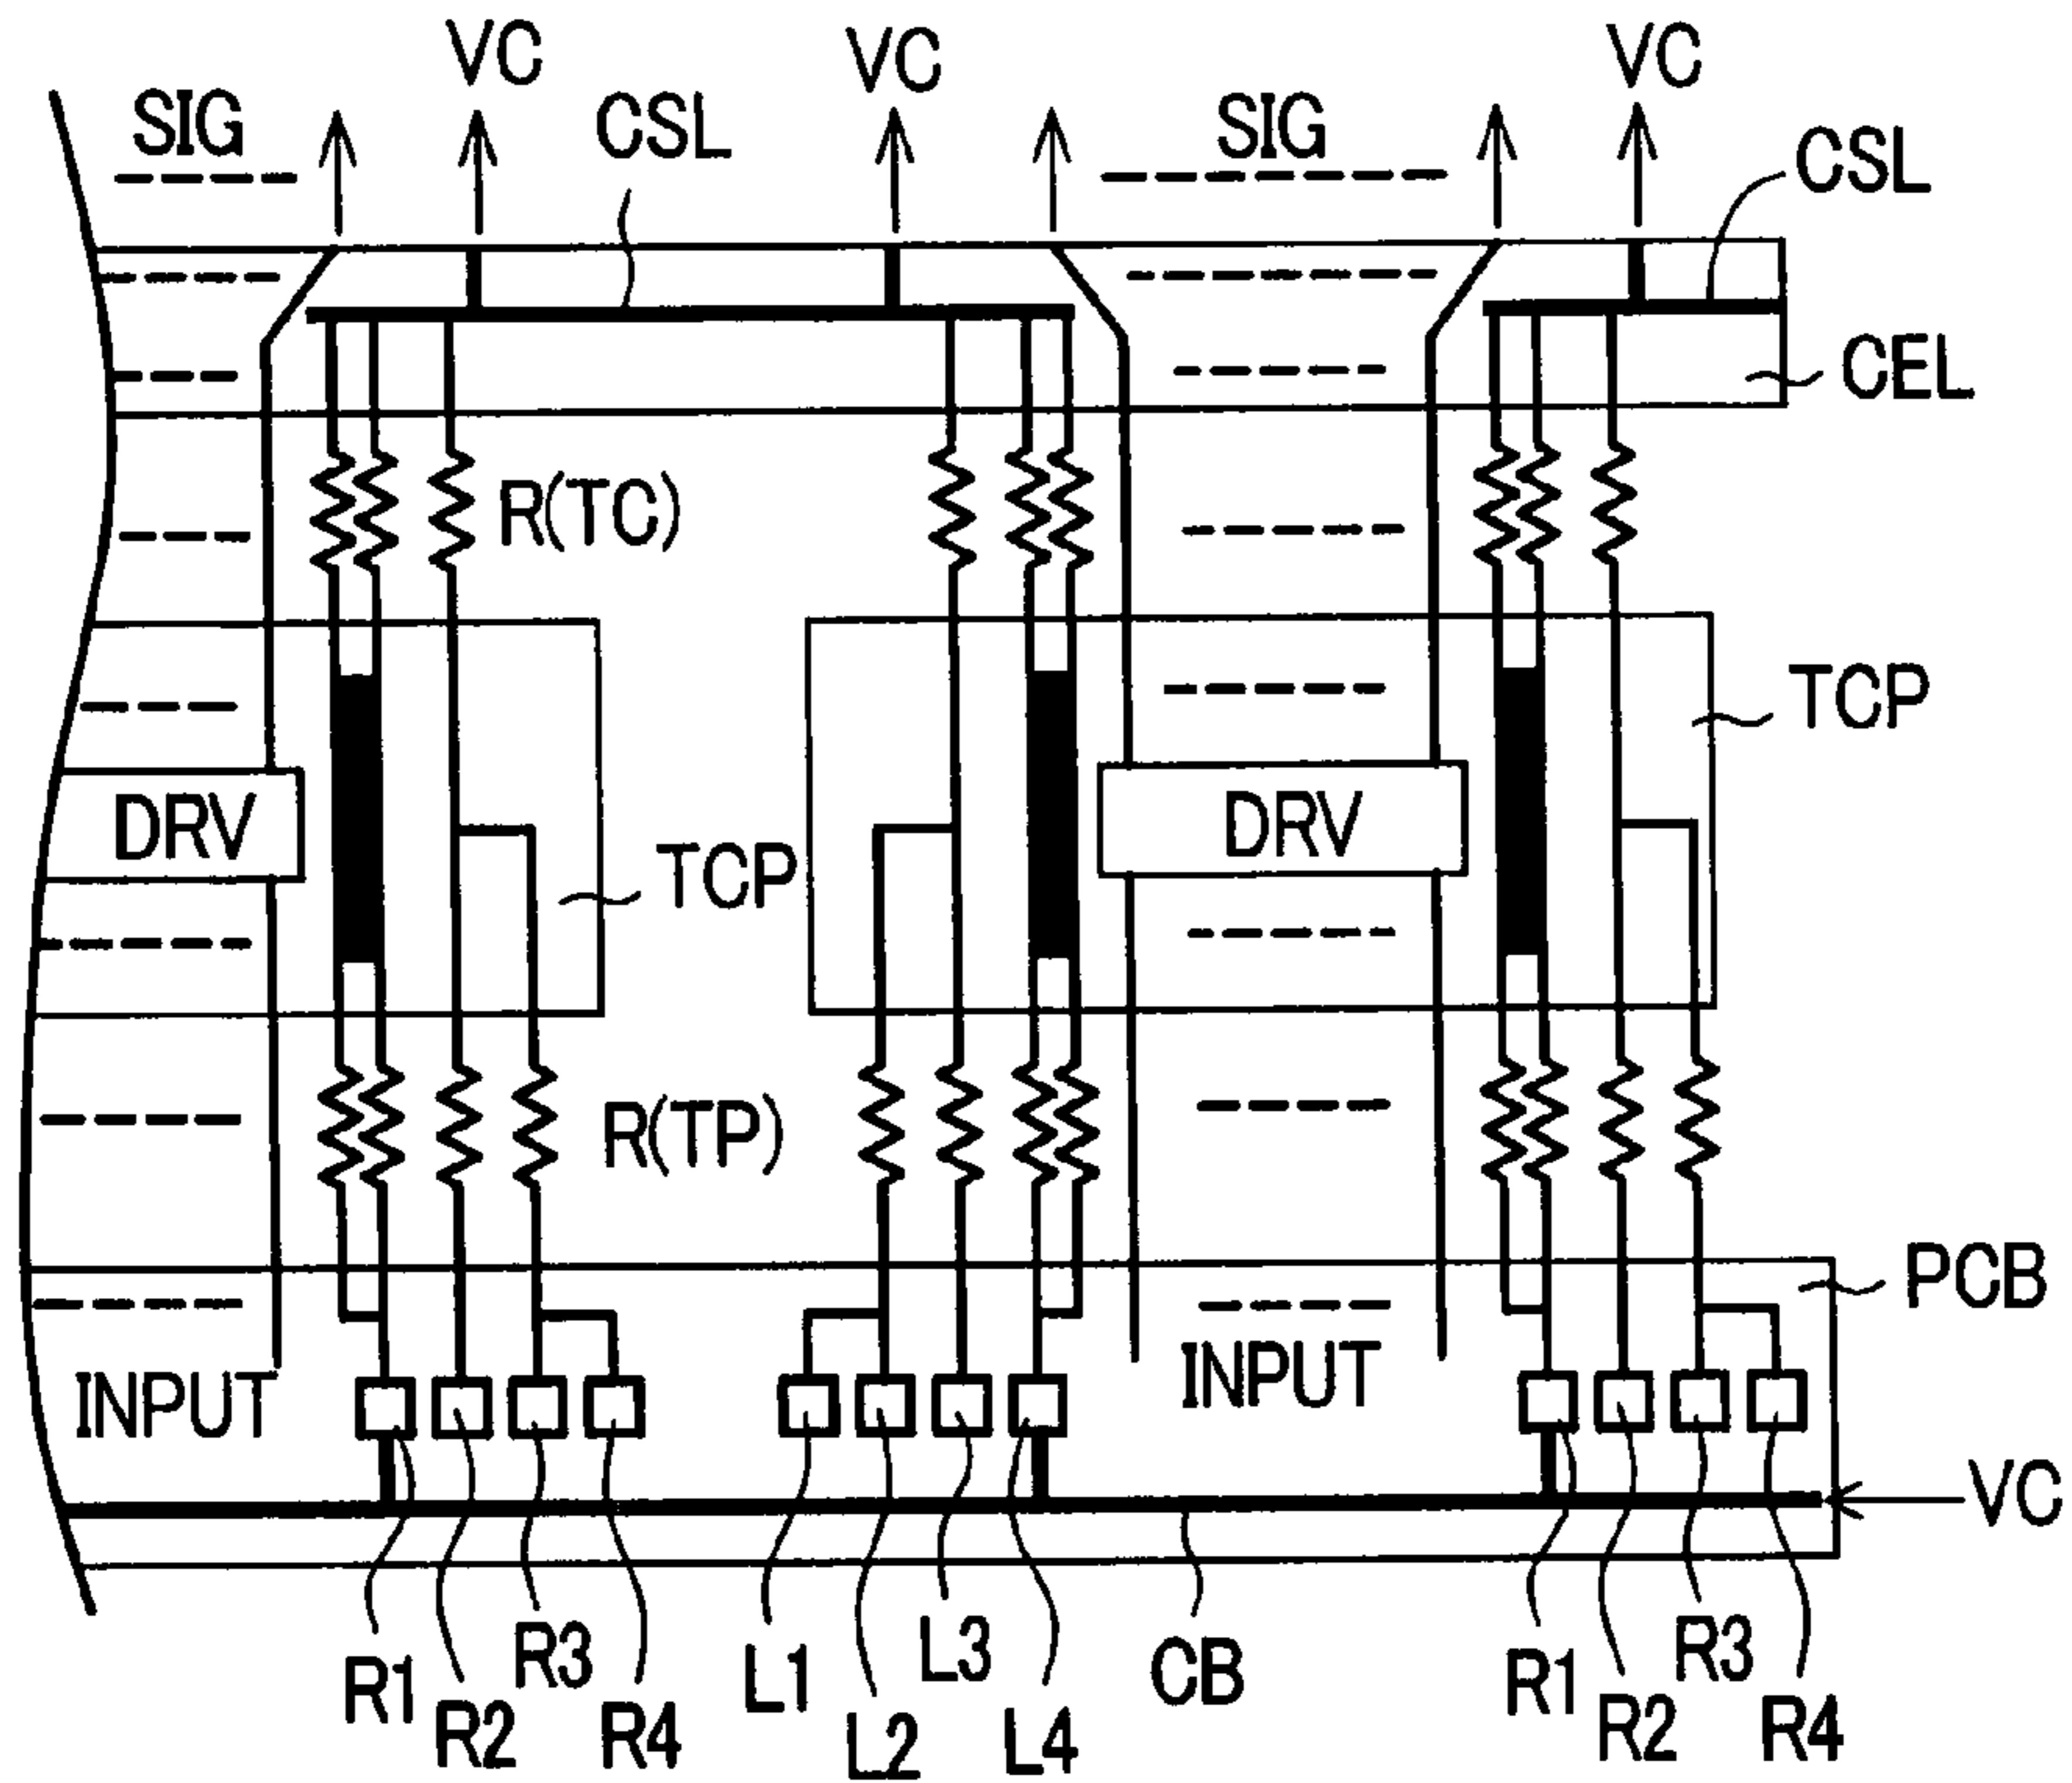 VC
VC
VC
SIG
CSL
SIG
CSL
CEL
R(TC)
TCP
DRV
DRV
TCP
R(TP)
PCB
INPUT
INPUT
VC
R1
R2
R3
R4
L1
L2
L3
L4
CB
R1
R2
R3
R4